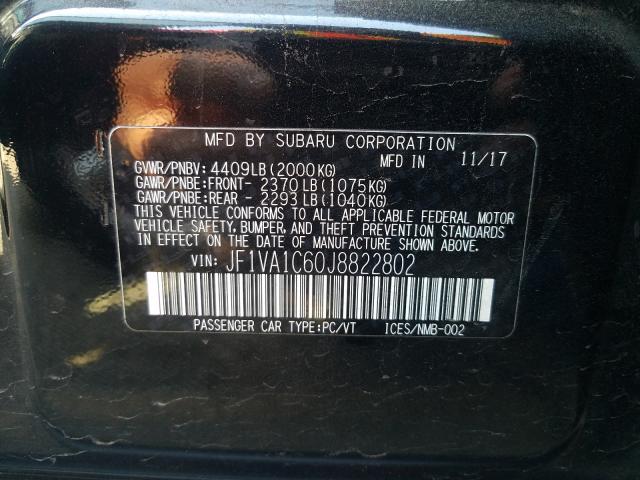 MFD BY SUBARU CORPORATION
MFD IN 11/17
GVWR/PNBV: 4409LB(2000KG)
GAWR/PNBE:FRONT- 2370LB(1075KG)
GAWR/PNBE:REAR - 2293LB(1040KG)
THIS VEHICLE CONFORMS TO ALL APPLICABLE FEDERAL MOTOR
VEHICLE SAFETY, BUMPER, AND THEFT PREVENTION STANDARDS
IN EFFECT ON THE DATE OF MANUFACTURE SHOWN ABOVE.
VIN: JF1VA1C60J8822802
PASSENGER CAR TYPE:PC/VT ICES/NMB-002